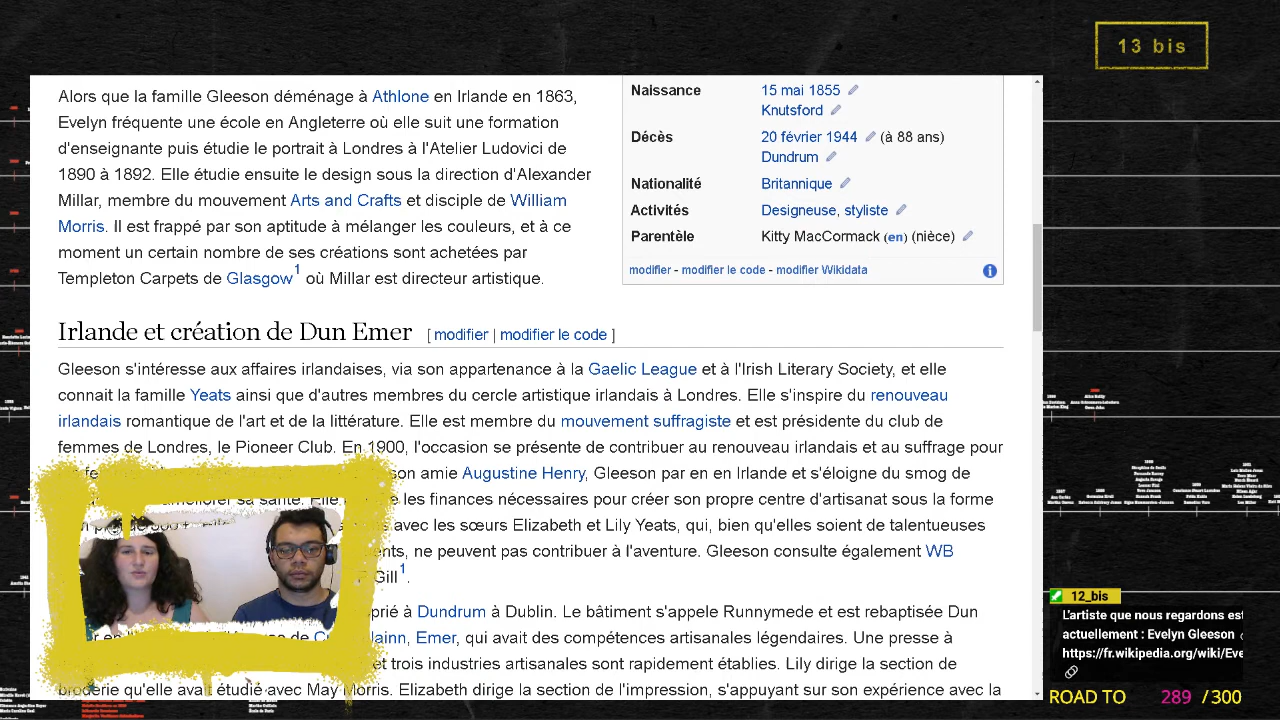 13 bis
Alors que la famille Gleeson déménage à Athlone en Irlande en 1863,
Evelyn fréquente une école en Angleterre où elle suit une formation
d'enseignante puis étudie le portrait à Londres à l'Atelier Ludovici de
1890 à 1892. Elle étudie ensuite le design sous la direction d'Alexander
Millar, membre du mouvement Arts and Crafts et disciple de William
Morris. Il est frappé par son aptitude à mélanger les couleurs, et à ce
moment un certain nombre de ses créations sont achetées par
Templeton Carpets de Glasgow1 où Millar est directeur artistique.
Naissance 15 mai 1855
Knutsford
Décès 20 février 1944 (à 88 ans)
Dundrum
Nationalité Britannique
Activités Designeuse, styliste
Parentèle Kitty MacCormack (en) (nièce)
modifier - modifier le code - modifier Wikidata
Irlande et création de Dun Emer [ modifier | modifier le code ]
Gleeson s'intéresse aux affaires irlandaises, via son appartenance à la Gaelic League et à l'Irish Literary Society, et elle
connait la famille Yeats ainsi que d'autres membres du cercle artistique irlandais à Londres. Elle s'inspire du renouveau
irlandais romantique de l'art et de la littérature. Elle est membre du mouvement suffragiste et est présidente du club de
femmes de Londres, le Pioneer Club. En 1900, l'occasion se présente de contribuer au renouveau irlandais et au suffrage pour
son ami Augustine Henry, Gleeson par en en Irlande et s'éloigne du smog de
sa santé. Elle les financières pour créer son propre centre d'artisanat sous la forme
avec les sœurs Elizabeth et Lily Yeats, qui, bien qu'elles soient de talentueuses
ne peuvent pas contribuer à l'aventure. Gleeson consulte également WB
Gill1.
à Dundrum à Dublin. Le bâtiment s'appele Runnymede et est rebaptisée Dun
Emer, qui avait des compétences artisanales légendaires. Une presse à
et trois industries artisanales sont rapidement établies. Lily dirige la section de
broderie qu'elle avait étudié avec May Morris. Elizabeth dirige la section de l'impression s'appuyant sur son expérience avec la
12_bis
L'artiste que nous regardons est
actuellement : Evelyn Gleeson
https://fr.wikipedia.org/wiki/Eve
ROAD TO 289 / 300